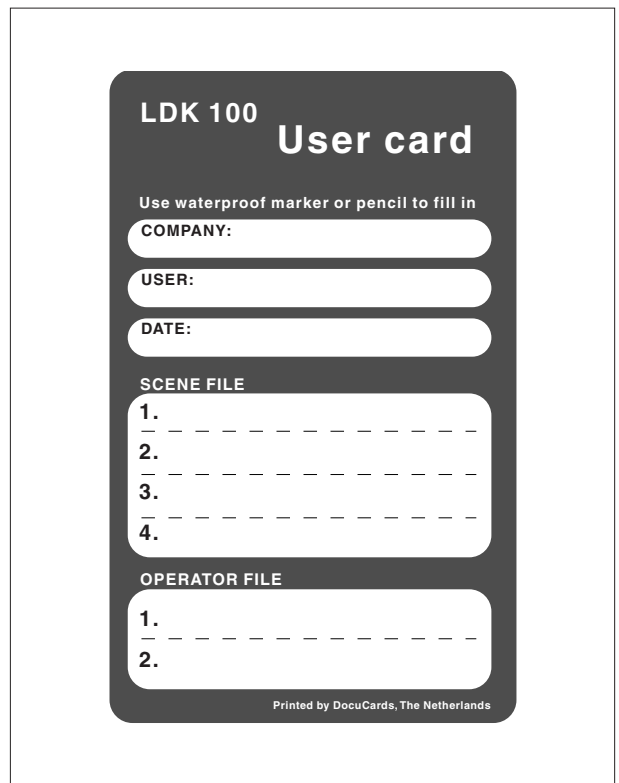 LDK 100
User card
Use waterproof marker or pencil to fill in
COMPANY:
USER:
DATE:
SCENE FILE
1.
2.
3.
4.
OPERATOR FILE
1.
2.
Printed by DocuCards, The Netherlands